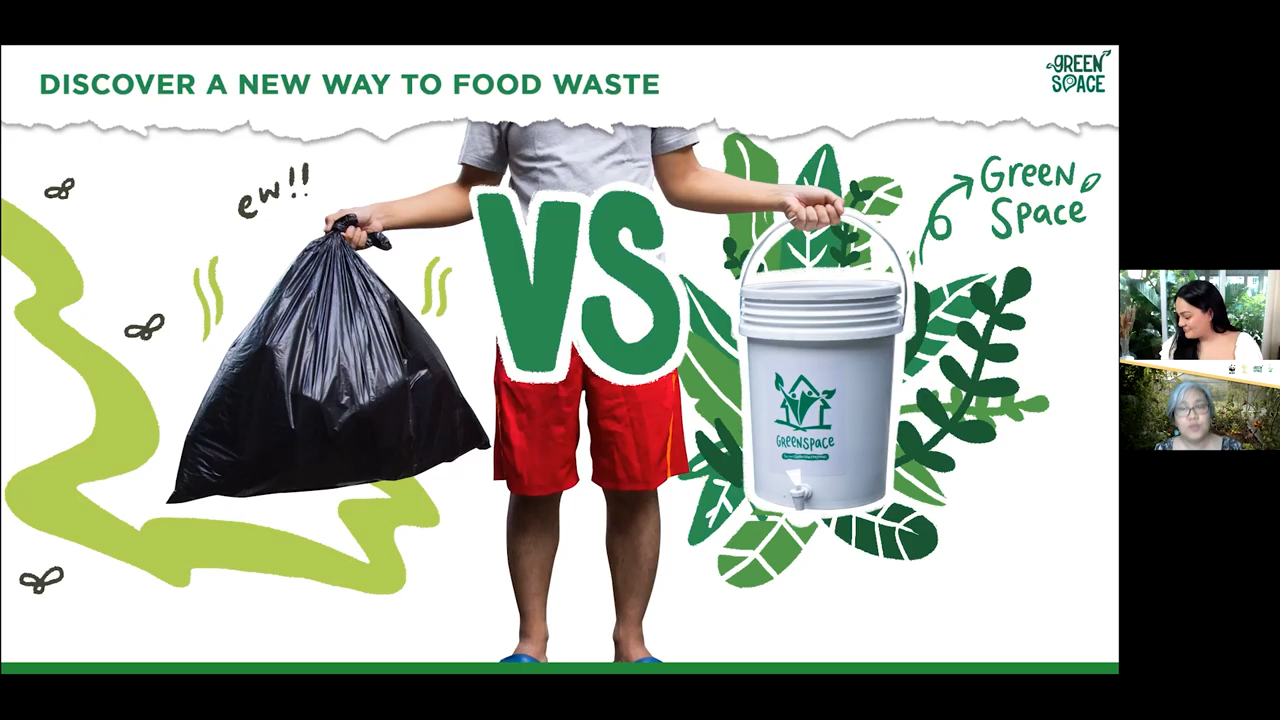 DISCOVER A NEW WAY TO FOOD WASTE
GREEN
SPACE
ew!!
VS
Green
Space
GREENSPACE